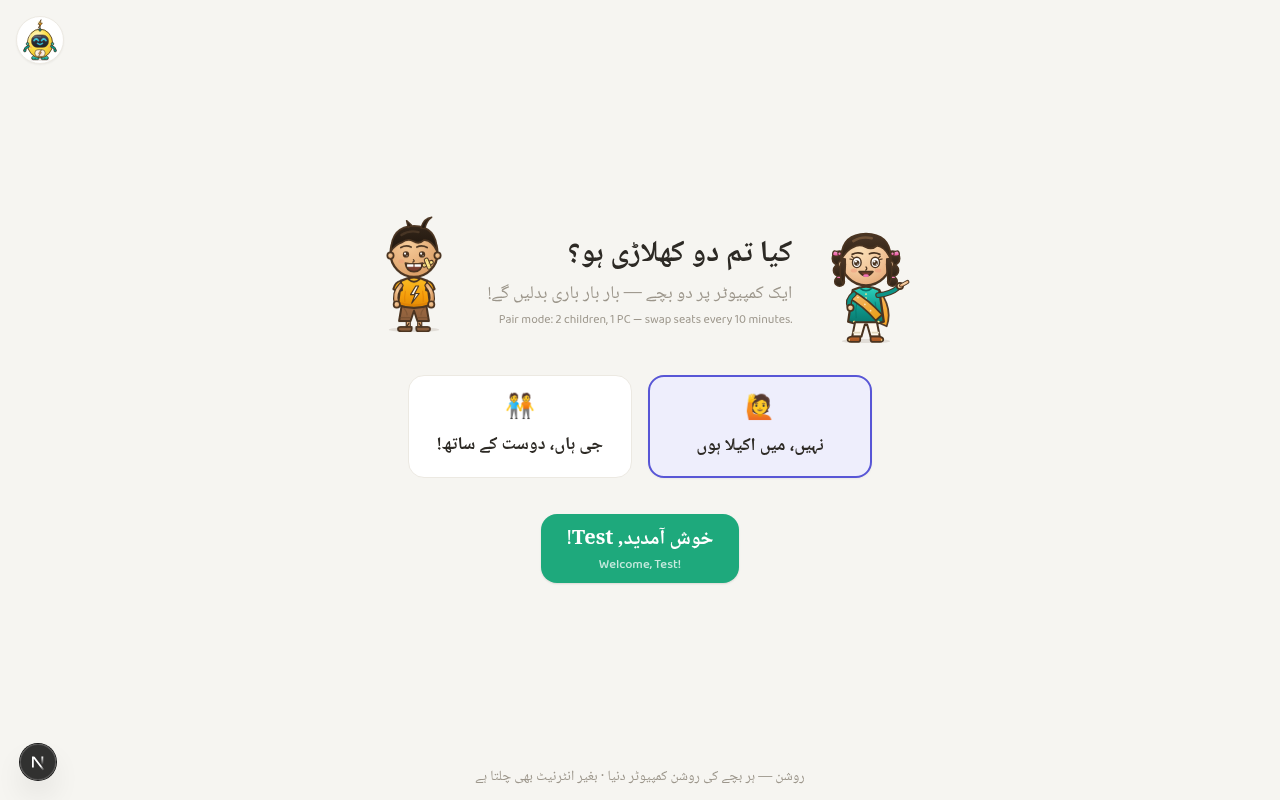 کیا تم دو کھلاڑی ہو؟
ایک کمپیوٹر پر دو بچے — بار بار باری بدلیں گے!
Pair mode: 2 children, 1 PC — swap seats every 10 minutes.
نہیں، میں اکیلا ہوں
جی ہاں، دوست کے ساتھ!
خوش آمدید, Test!
Welcome, Test!
N
روشن — ہر بچے کی روشن کمپیوٹر دنیا · بغیر انٹرنیٹ بھی چلتا ہے